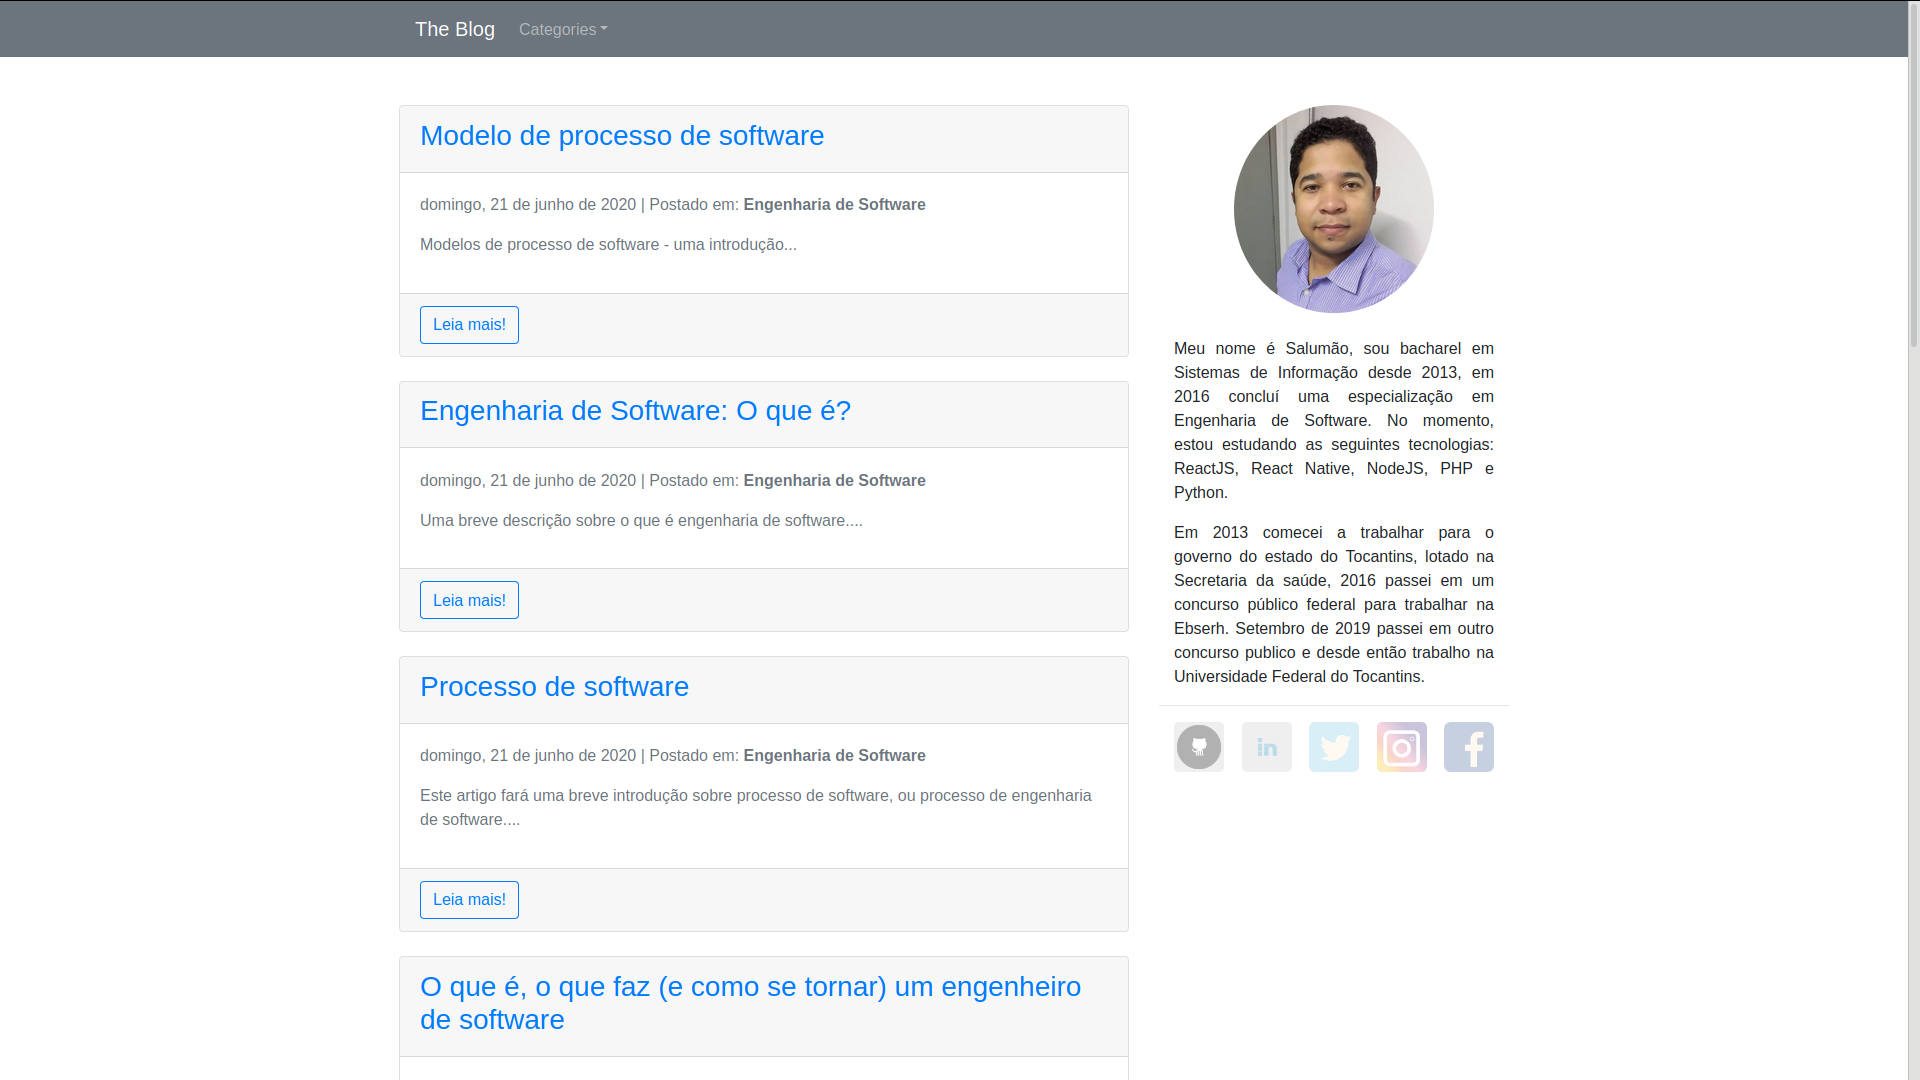 The Blog
Categories
Modelo de processo de software
domingo, 21 de junho de 2020 | Postado em: Engenharia de Software
Modelos de processo de software - uma introdução...
Leia mais!
Engenharia de Software: O que é?
domingo, 21 de junho de 2020 | Postado em: Engenharia de Software
Uma breve descrição sobre o que é engenharia de software....
Leia mais!
Processo de software
domingo, 21 de junho de 2020 | Postado em: Engenharia de Software
Este artigo fará uma breve introdução sobre processo de software, ou processo de engenharia
de software....
Leia mais!
O que é, o que faz (e como se tornar) um engenheiro
de software
Meu nome é Salumão, sou bacharel em
Sistemas de Informação desde 2013, em
2016 concluí uma especialização em
Engenharia de Software. No momento,
estou estudando as seguintes tecnologias:
ReactJS, React Native, NodeJS, PHP e
Python.
Em 2013 comecei a trabalhar para o
governo do estado do Tocantins, lotado na
Secretaria da saúde, 2016 passei em um
concurso público federal para trabalhar na
Ebserh. Setembro de 2019 passei em outro
concurso publico e desde então trabalho na
Universidade Federal do Tocantins.